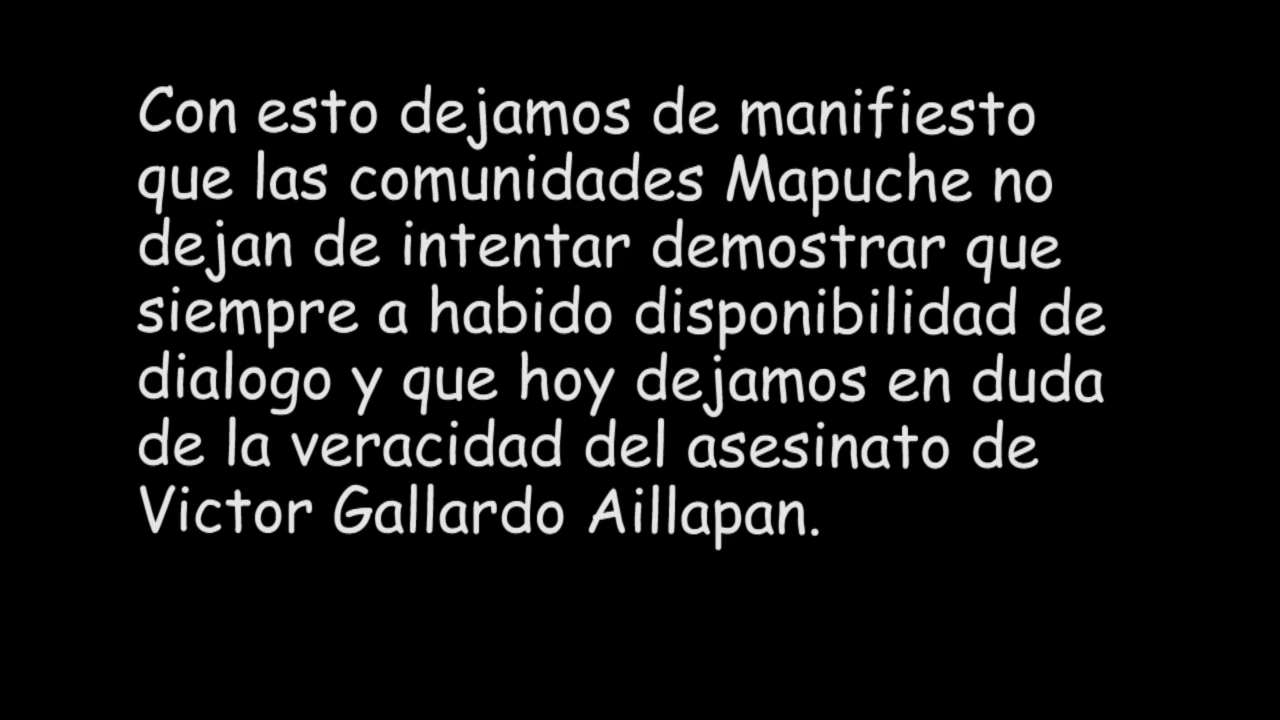 Con esto dejamos de manifiesto
que las comunidades Mapuche no
dejan de intentar demostrar que
siempre a habido disponibilidad de
dialogo y que hoy dejamos en duda
de la veracidad del asesinato de
Victor Gallardo Aillapan.